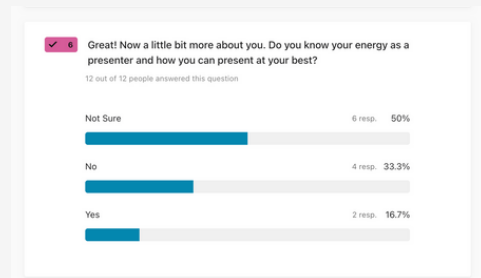 6
Great! Now a little bit more about you. Do you know your energy as a
presenter and how you can present at your best?
12 out of 12 people answered this question
Not Sure 6 resp. 50%
No 4 resp. 33.3%
Yes 2 resp. 16.7%